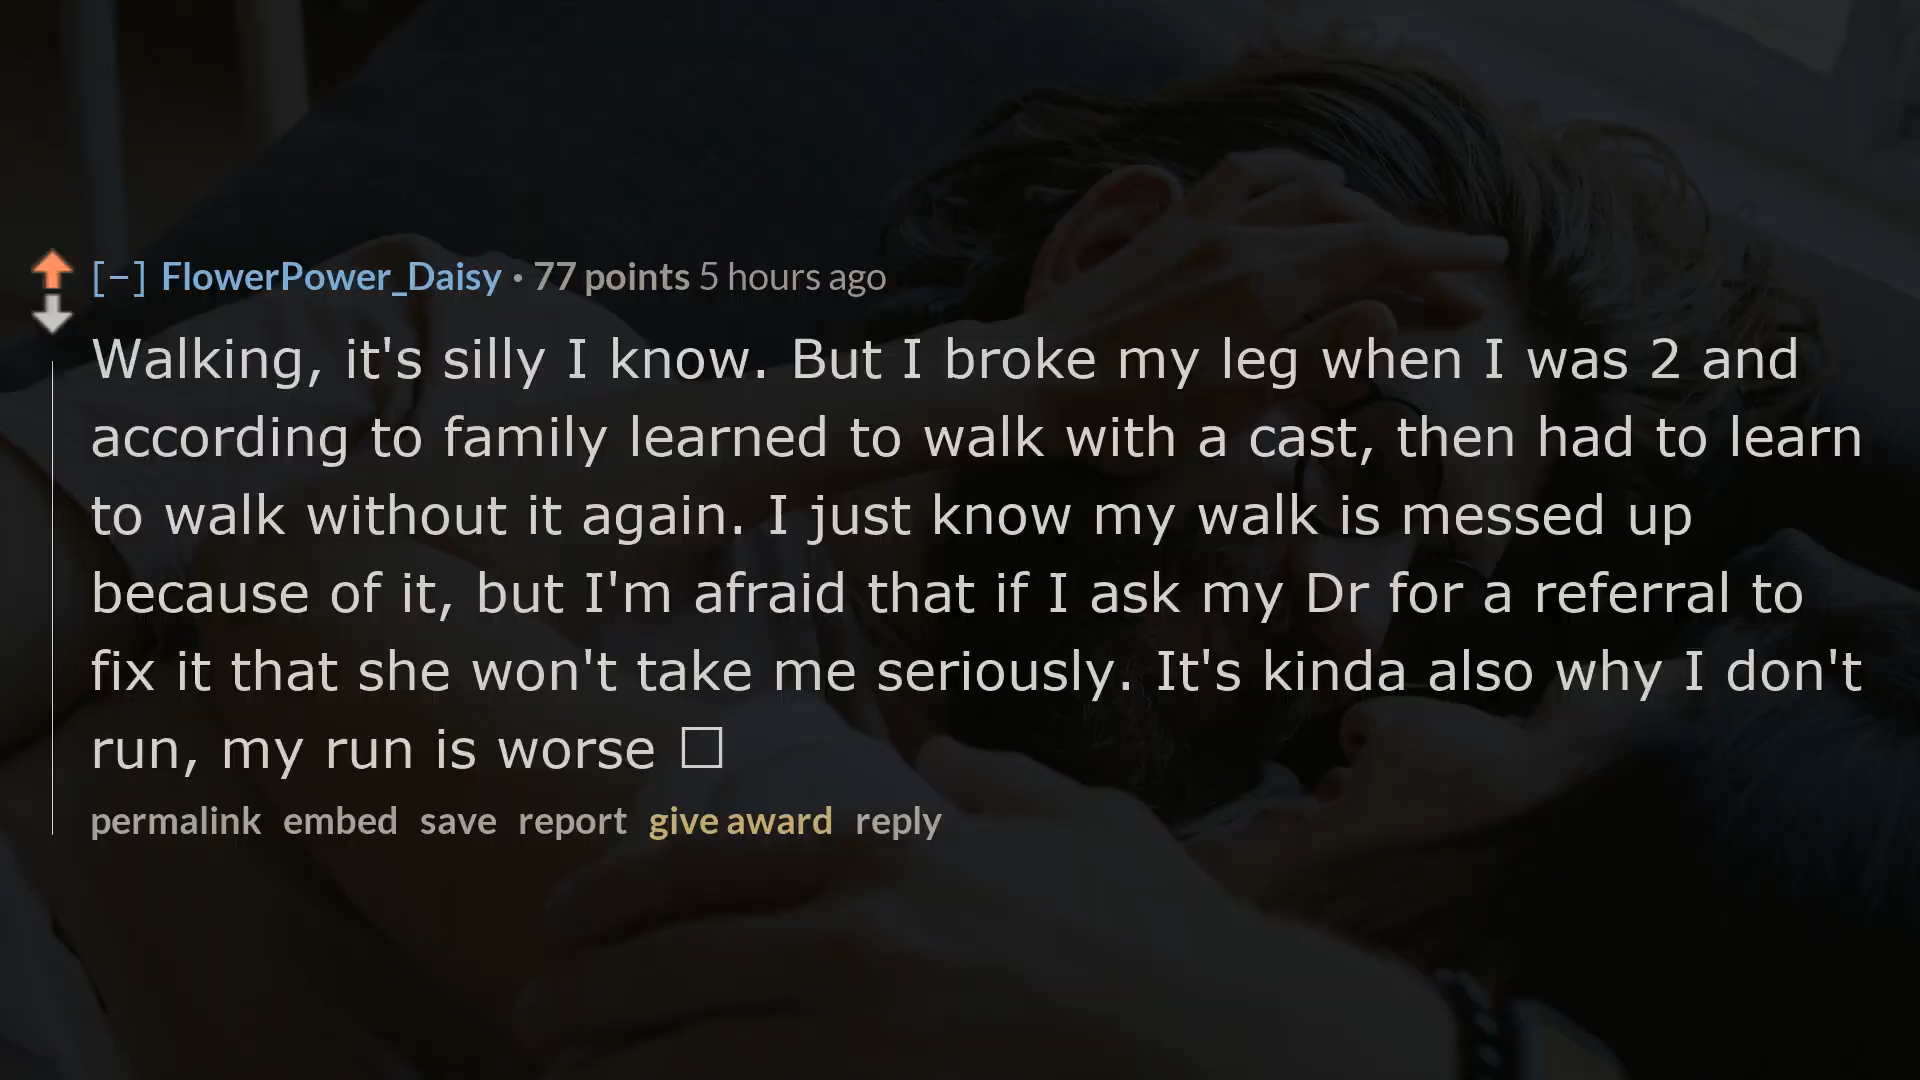 [–] FlowerPower_Daisy • 77 points 5 hours ago
Walking, it's silly I know. But I broke my leg when I was 2 and
according to family learned to walk with a cast, then had to learn
to walk without it again. I just know my walk is messed up
because of it, but I'm afraid that if I ask my Dr for a referral to
fix it that she won't take me seriously. It's kinda also why I don't
run, my run is worse □
permalink embed save report give award reply